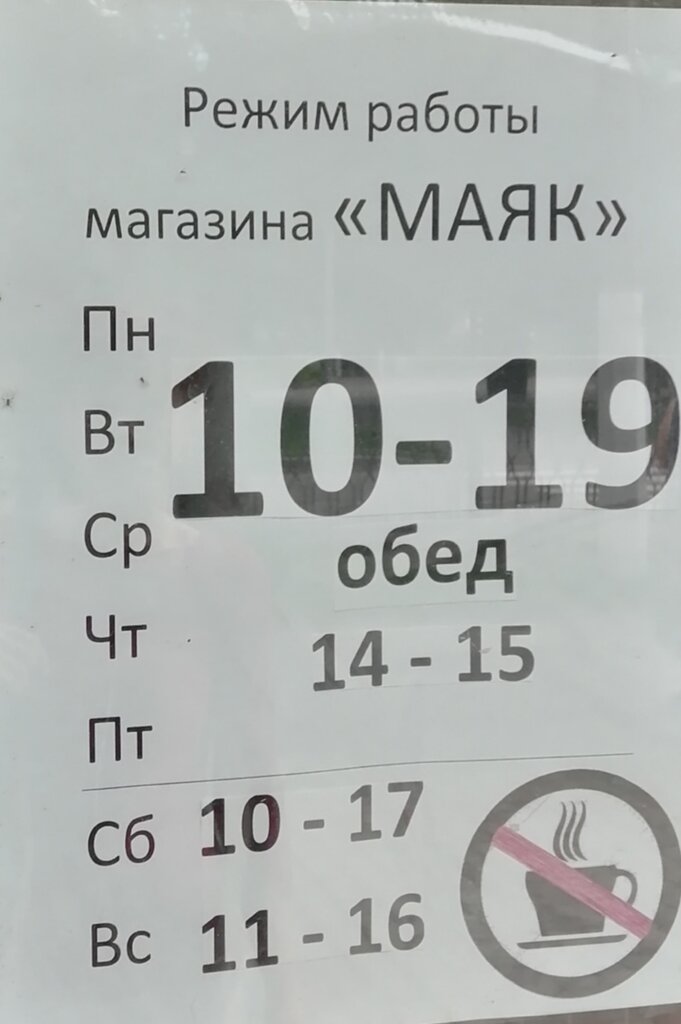 Режим работы
магазина «МАЯК»
Пн
10-19
Вт
Ср
обед
Чт
14 - 15
Пт
Сб 10 - 17
Вс 11 - 16